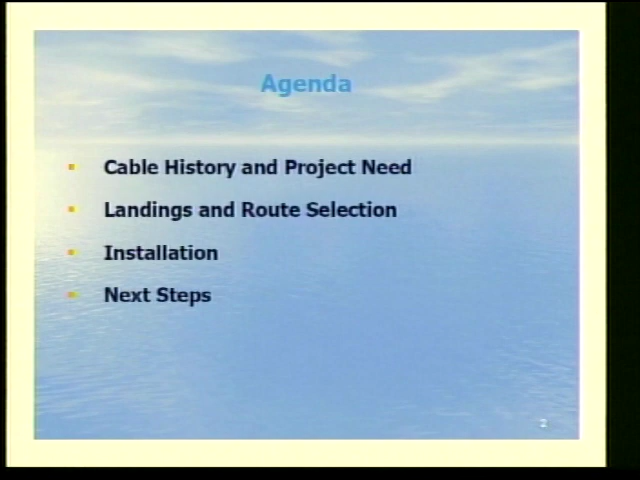 Agenda
Cable History and Project Need
Landings and Route Selection
Installation
Next Steps
2